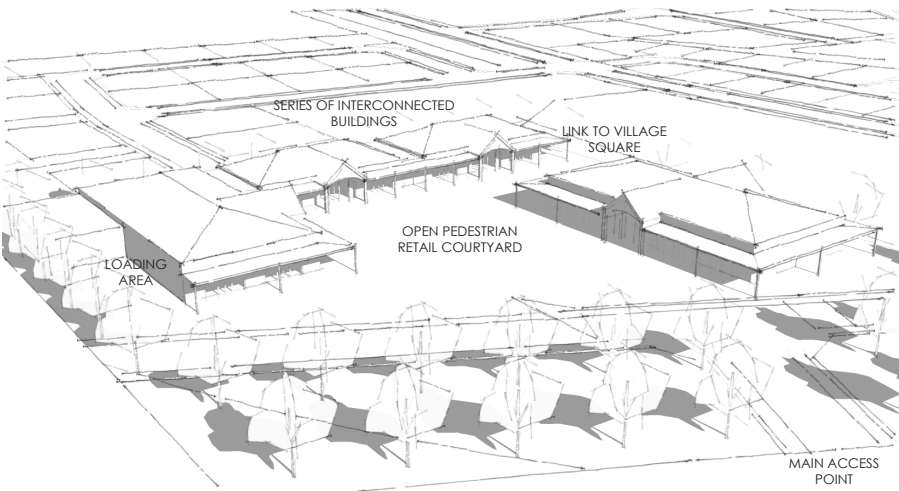 SERIES OF INTERCONNECTED
BUILDINGS
LINK TO VILLAGE
SQUARE
OPEN PEDESTRIAN
RETAIL COURTYARD
LOADING
AREA
MAIN ACCESS
POINT